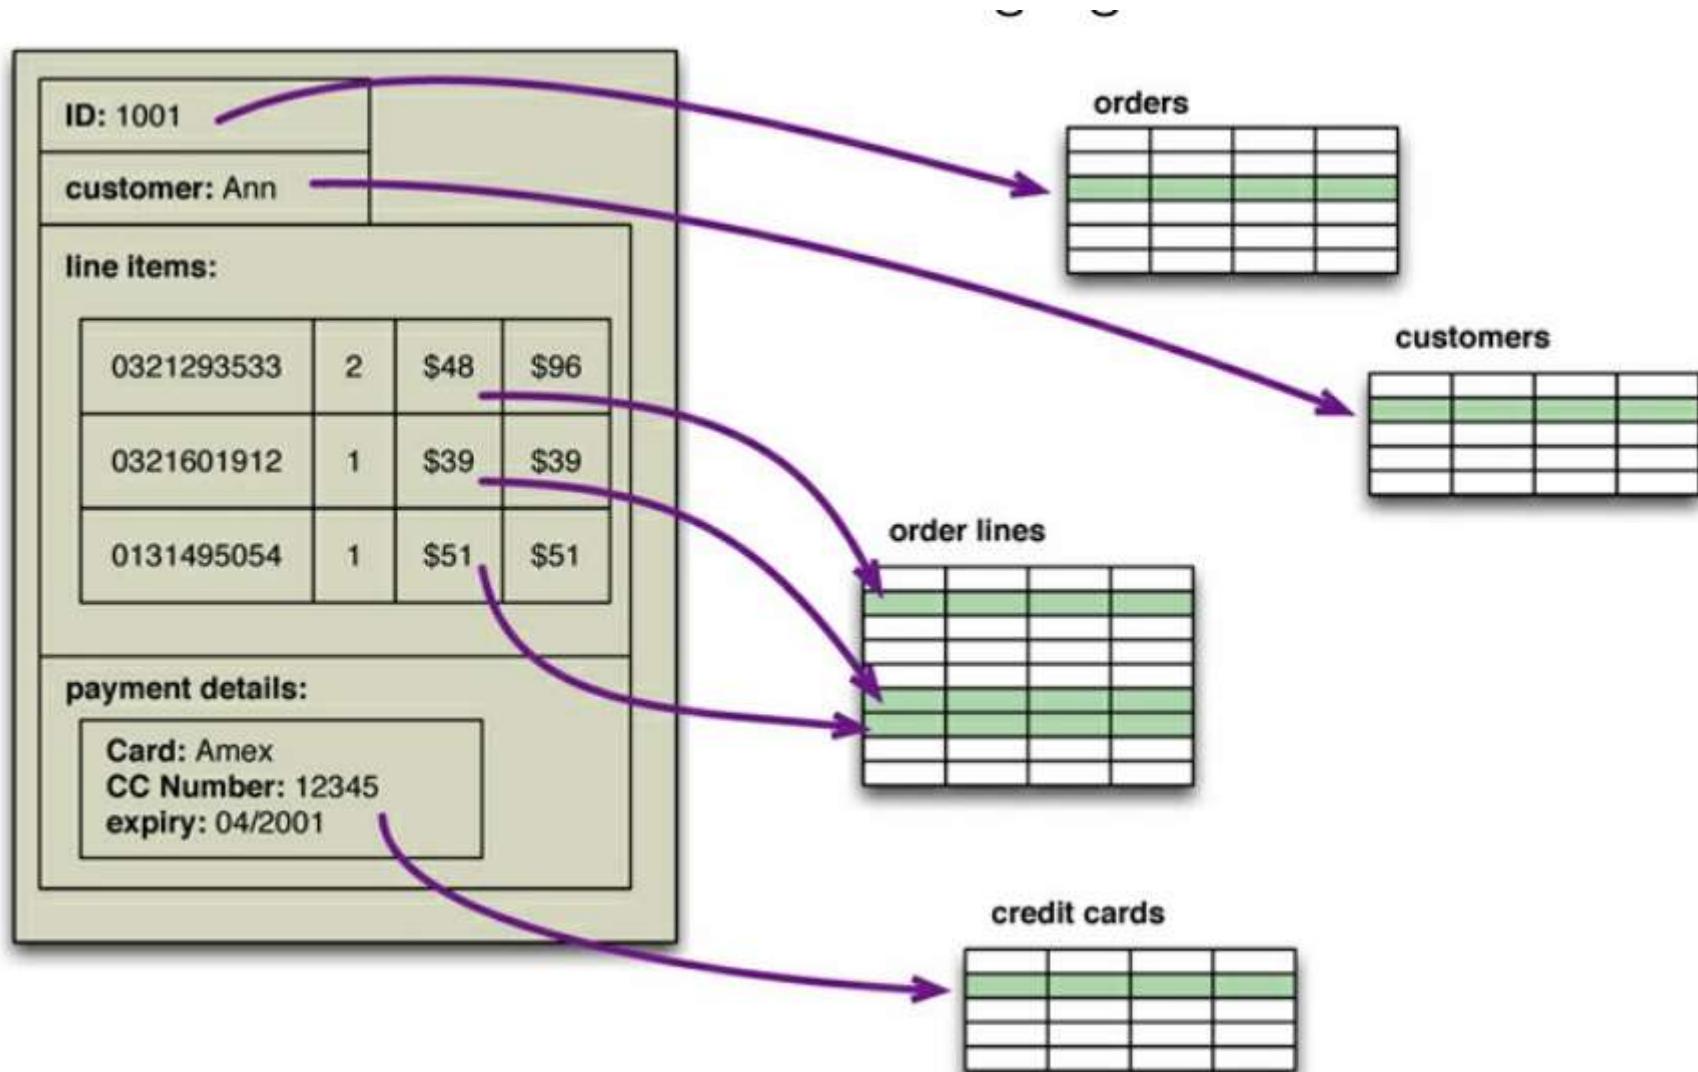 ID: 1001
customer: Ann
line items:
0321293533 2 $48 $96
0321601912 1 $39 $39
0131495054 1 $51 $51
payment details:
Card: Amex
CC Number: 12345
expiry: 04/2001
orders
customers
order lines
credit cards